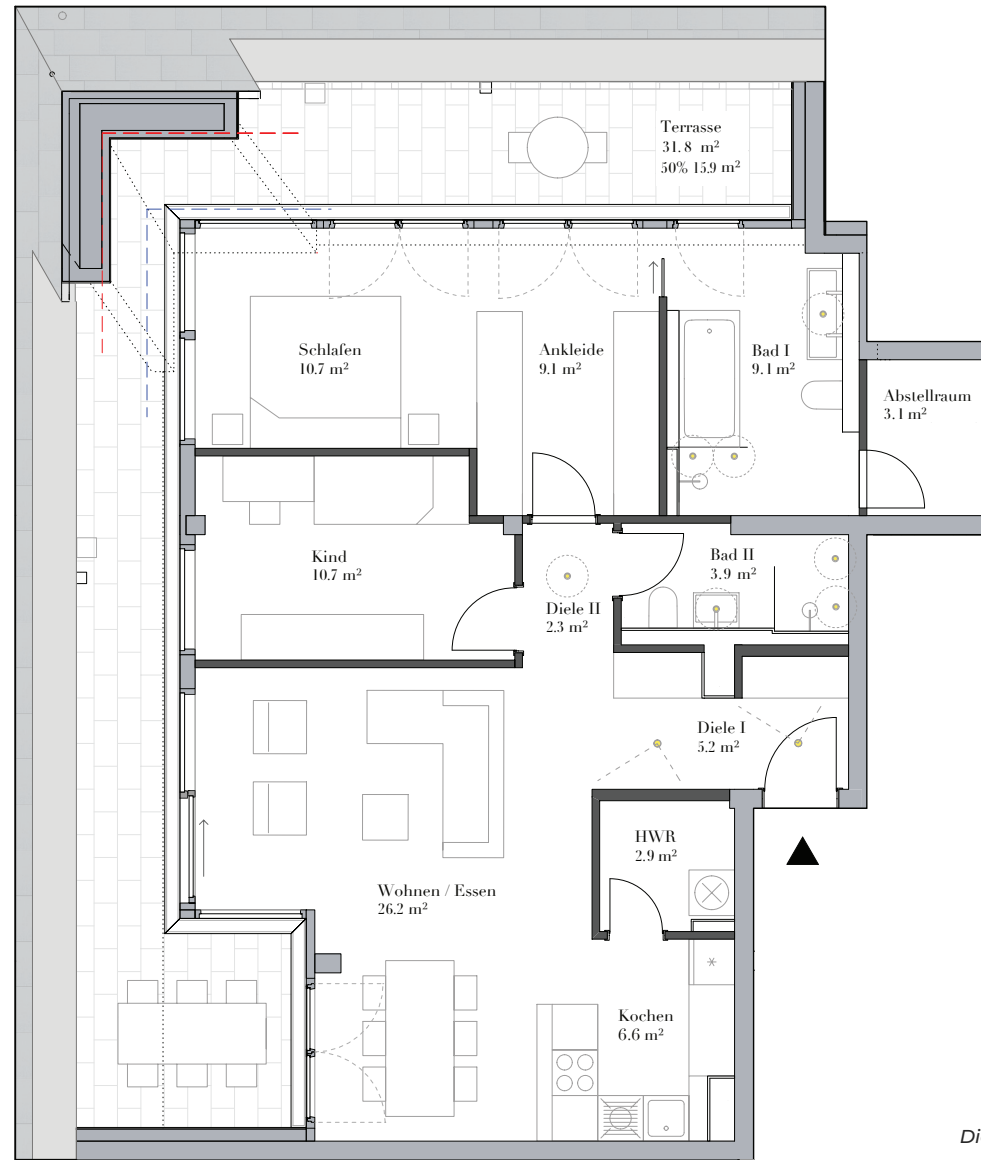 Terrasse
31.8 m²
50% 15.9 m²
Schlafen
10.7 m²
Ankleide
9.1 m²
Bad I
9.1 m²
Abstellraum
3.1 m²
Kind
10.7 m²
Diele II
2.3 m²
Bad II
3.9 m²
Diele I
5.2 m²
HWR
2.9 m²
Wohnen / Essen
26.2 m²
Kochen
6.6 m²